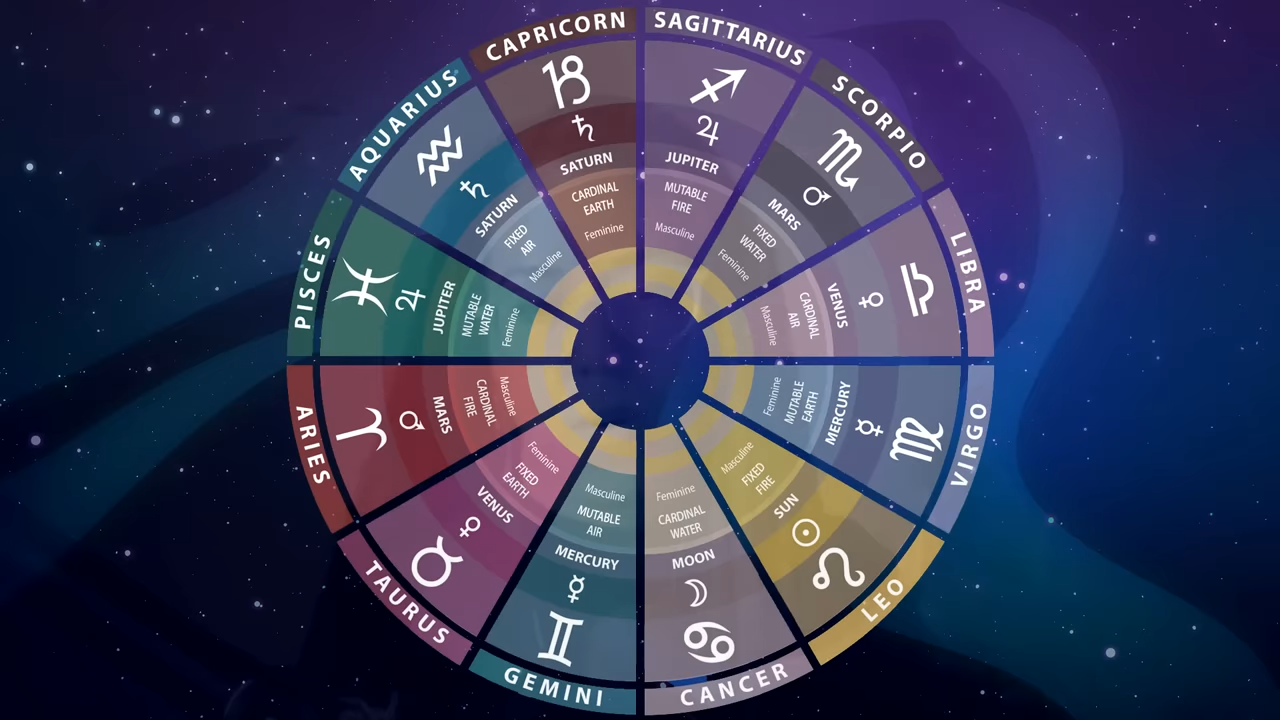 CAPRICORN
SATURN
CARDINAL
EARTH
Feminine
SAGITTARIUS
JUPITER
MUTABLE
FIRE
Masculine
SCORPIO
MARS
FIXED
WATER
Feminine
LIBRA
VENUS
CARDINAL
AIR
Masculine
VIRGO
MERCURY
MUTABLE
EARTH
Feminine
LEO
SUN
FIXED
FIRE
Masculine
CANCER
MOON
CARDINAL
WATER
Feminine
GEMINI
MERCURY
MUTABLE
AIR
Masculine
TAURUS
VENUS
FIXED
EARTH
Feminine
ARIES
MARS
CARDINAL
FIRE
Masculine
PISCES
JUPITER
MUTABLE
WATER
Feminine
AQUARIUS
SATURN
FIXED
AIR
Masculine